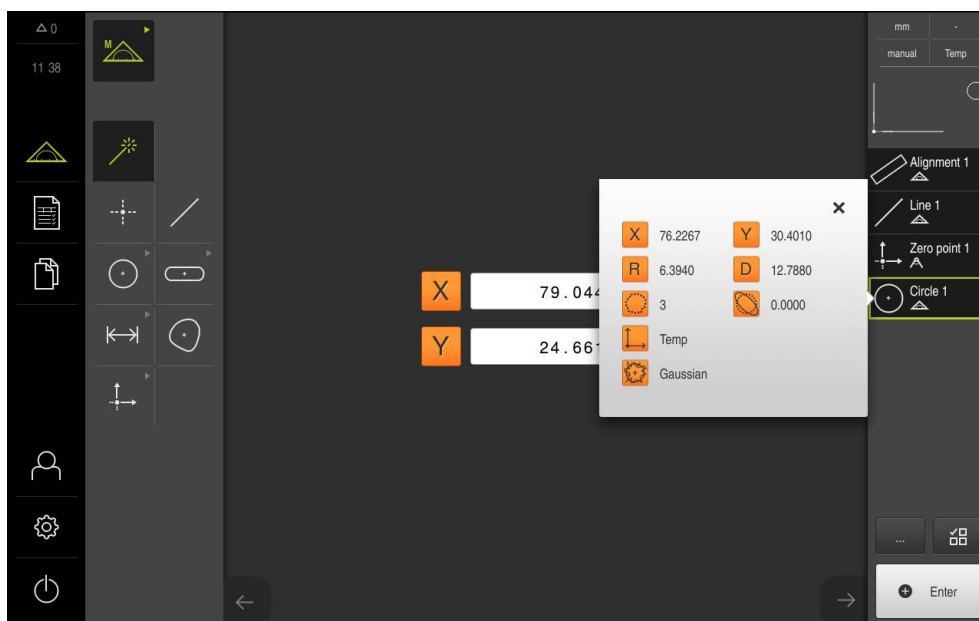 0
11 38
M
X 79.044
Y 24.661
X 76.2267 Y 30.4010
R 6.3940 D 12.7880
3 0.0000
Temp
Gaussian
mm -
manual Temp
Alignment 1
Line 1
Zero point 1
Circle 1
...
Enter